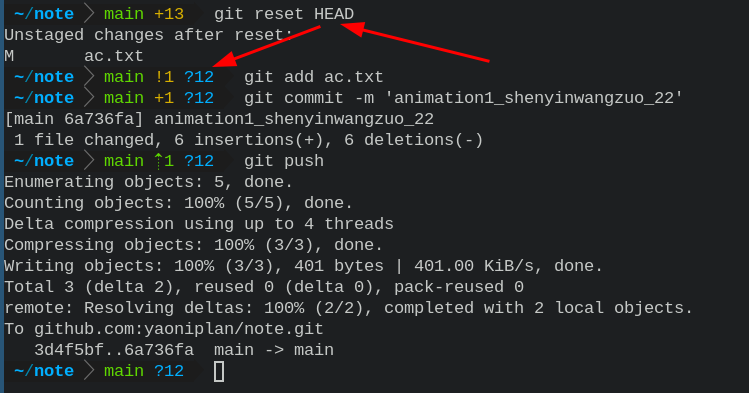 ~/note > main +13 git reset HEAD
Unstaged changes after reset:
M ac.txt
~/note > main !1 ?12 git add ac.txt
~/note > main +1 ?12 git commit -m 'animation1_shenyinwangzuo_22'
[main 6a736fa] animation1_shenyinwangzuo_22
1 file changed, 6 insertions(+), 6 deletions(-)
~/note > main ⇡1 ?12 git push
Enumerating objects: 5, done.
Counting objects: 100% (5/5), done.
Delta compression using up to 4 threads
Compressing objects: 100% (3/3), done.
Writing objects: 100% (3/3), 401 bytes | 401.00 KiB/s, done.
Total 3 (delta 2), reused 0 (delta 0), pack-reused 0
remote: Resolving deltas: 100% (2/2), completed with 2 local objects.
To github.com:yaoniplan/note.git
3d4f5bf..6a736fa main -> main
~/note > main ?12